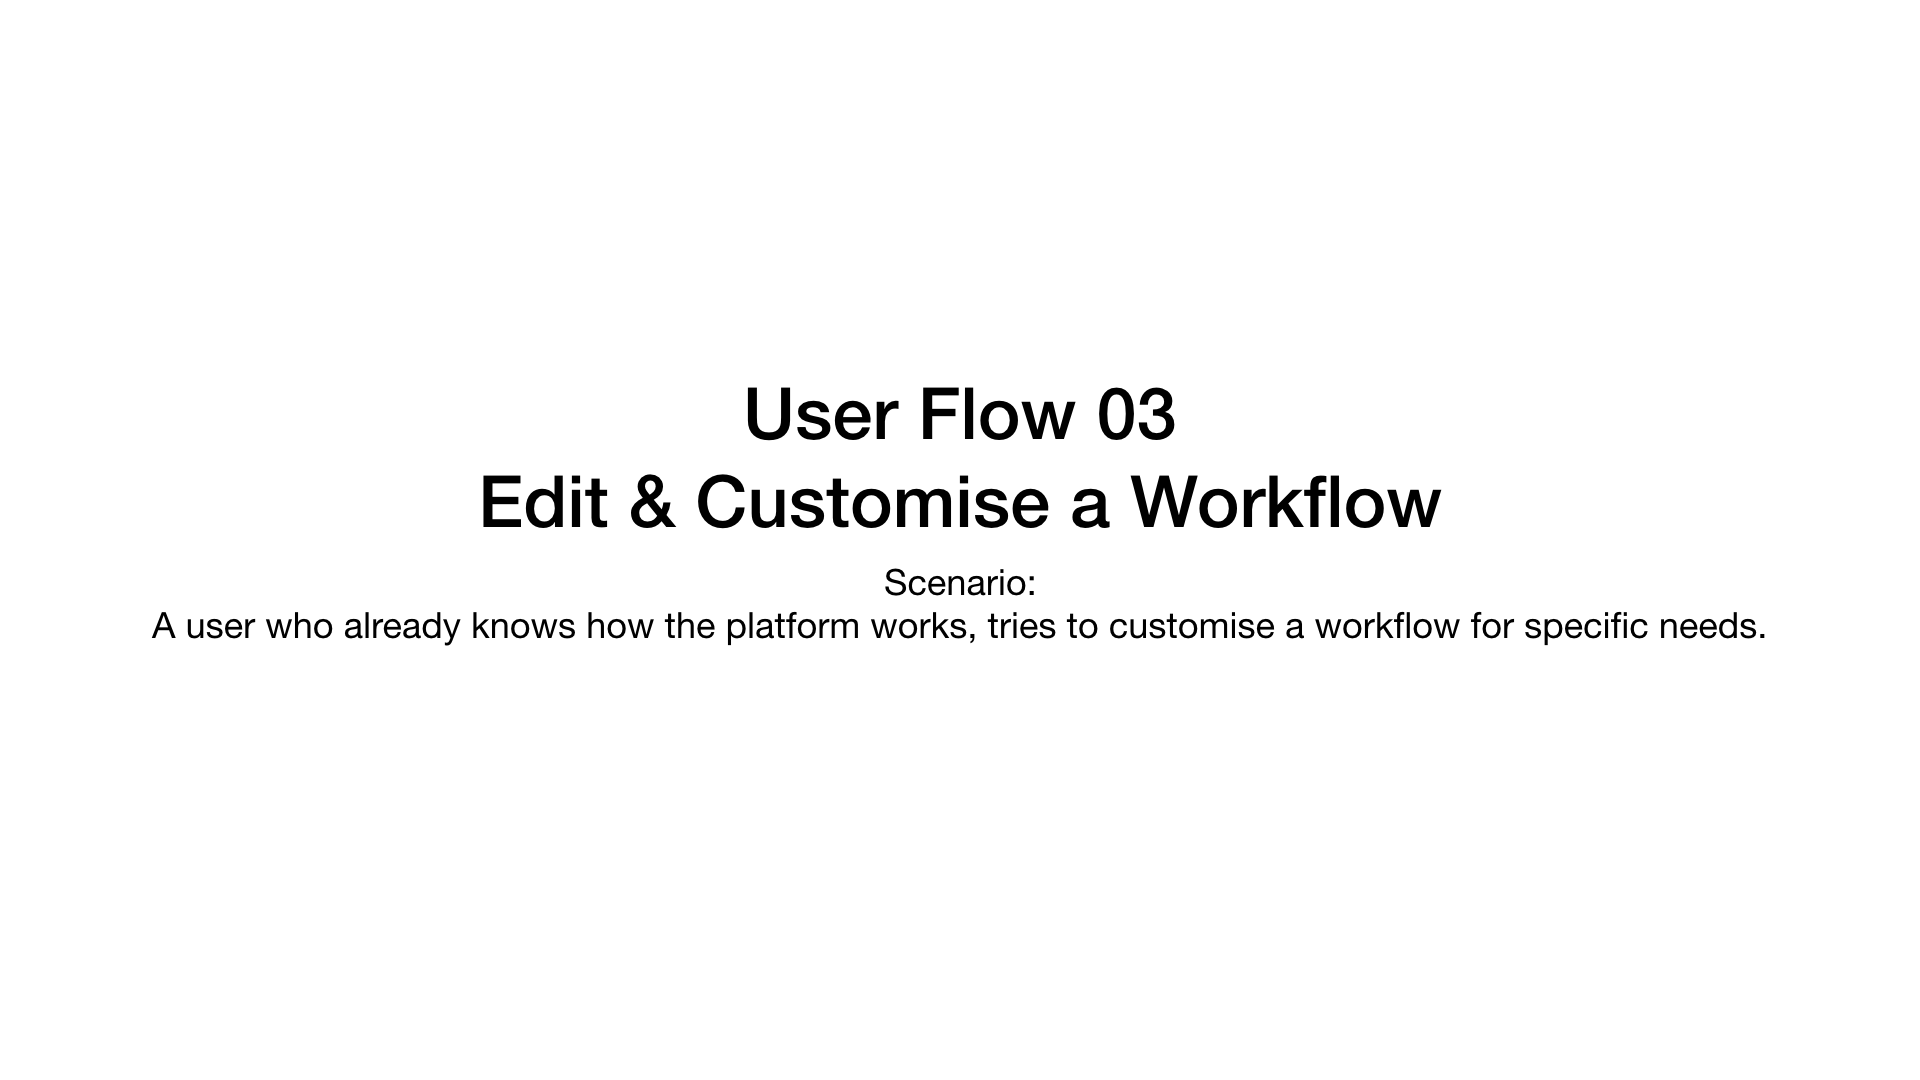 User Flow 03
Edit & Customise a Workflow
Scenario:
A user who already knows how the platform works, tries to customise a workflow for specific needs.